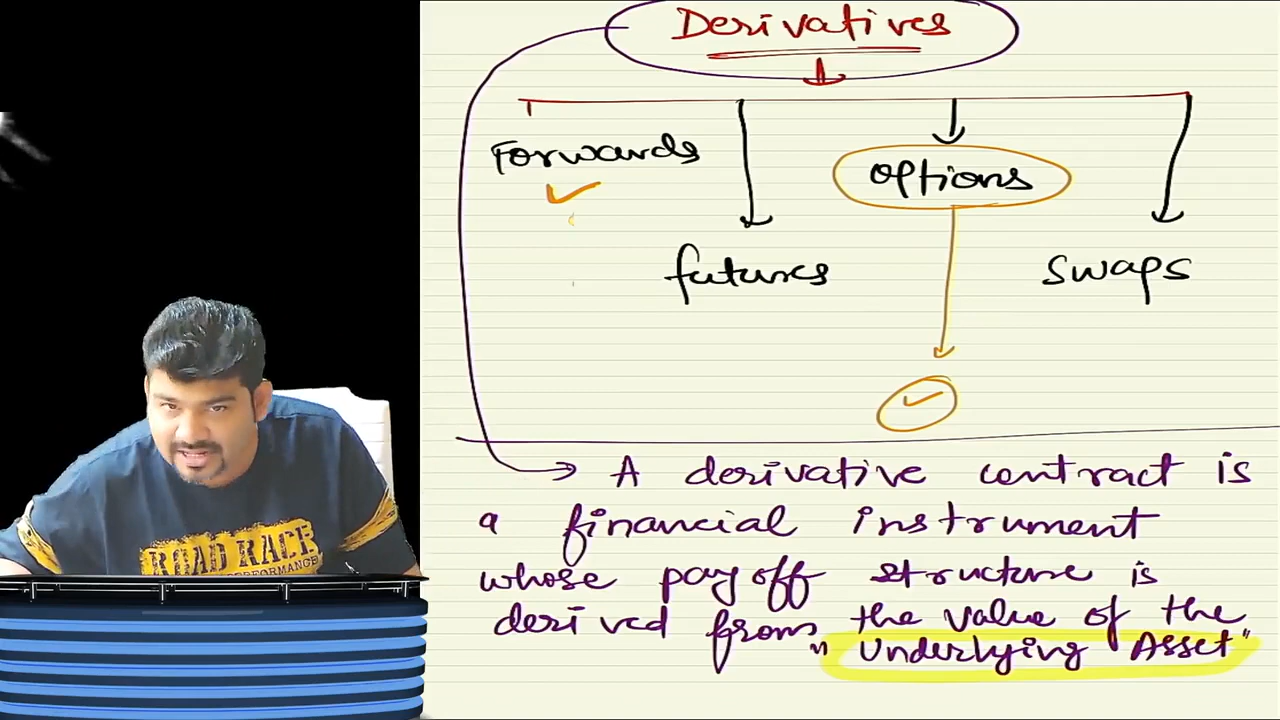 Derivatives
Forwards
options
futures
swaps
A derivative contract is
a financial instrument
whose payoff structure is
derived from the value of the
"Underlying Asset"
ROAD RACE
PERFORMANCE